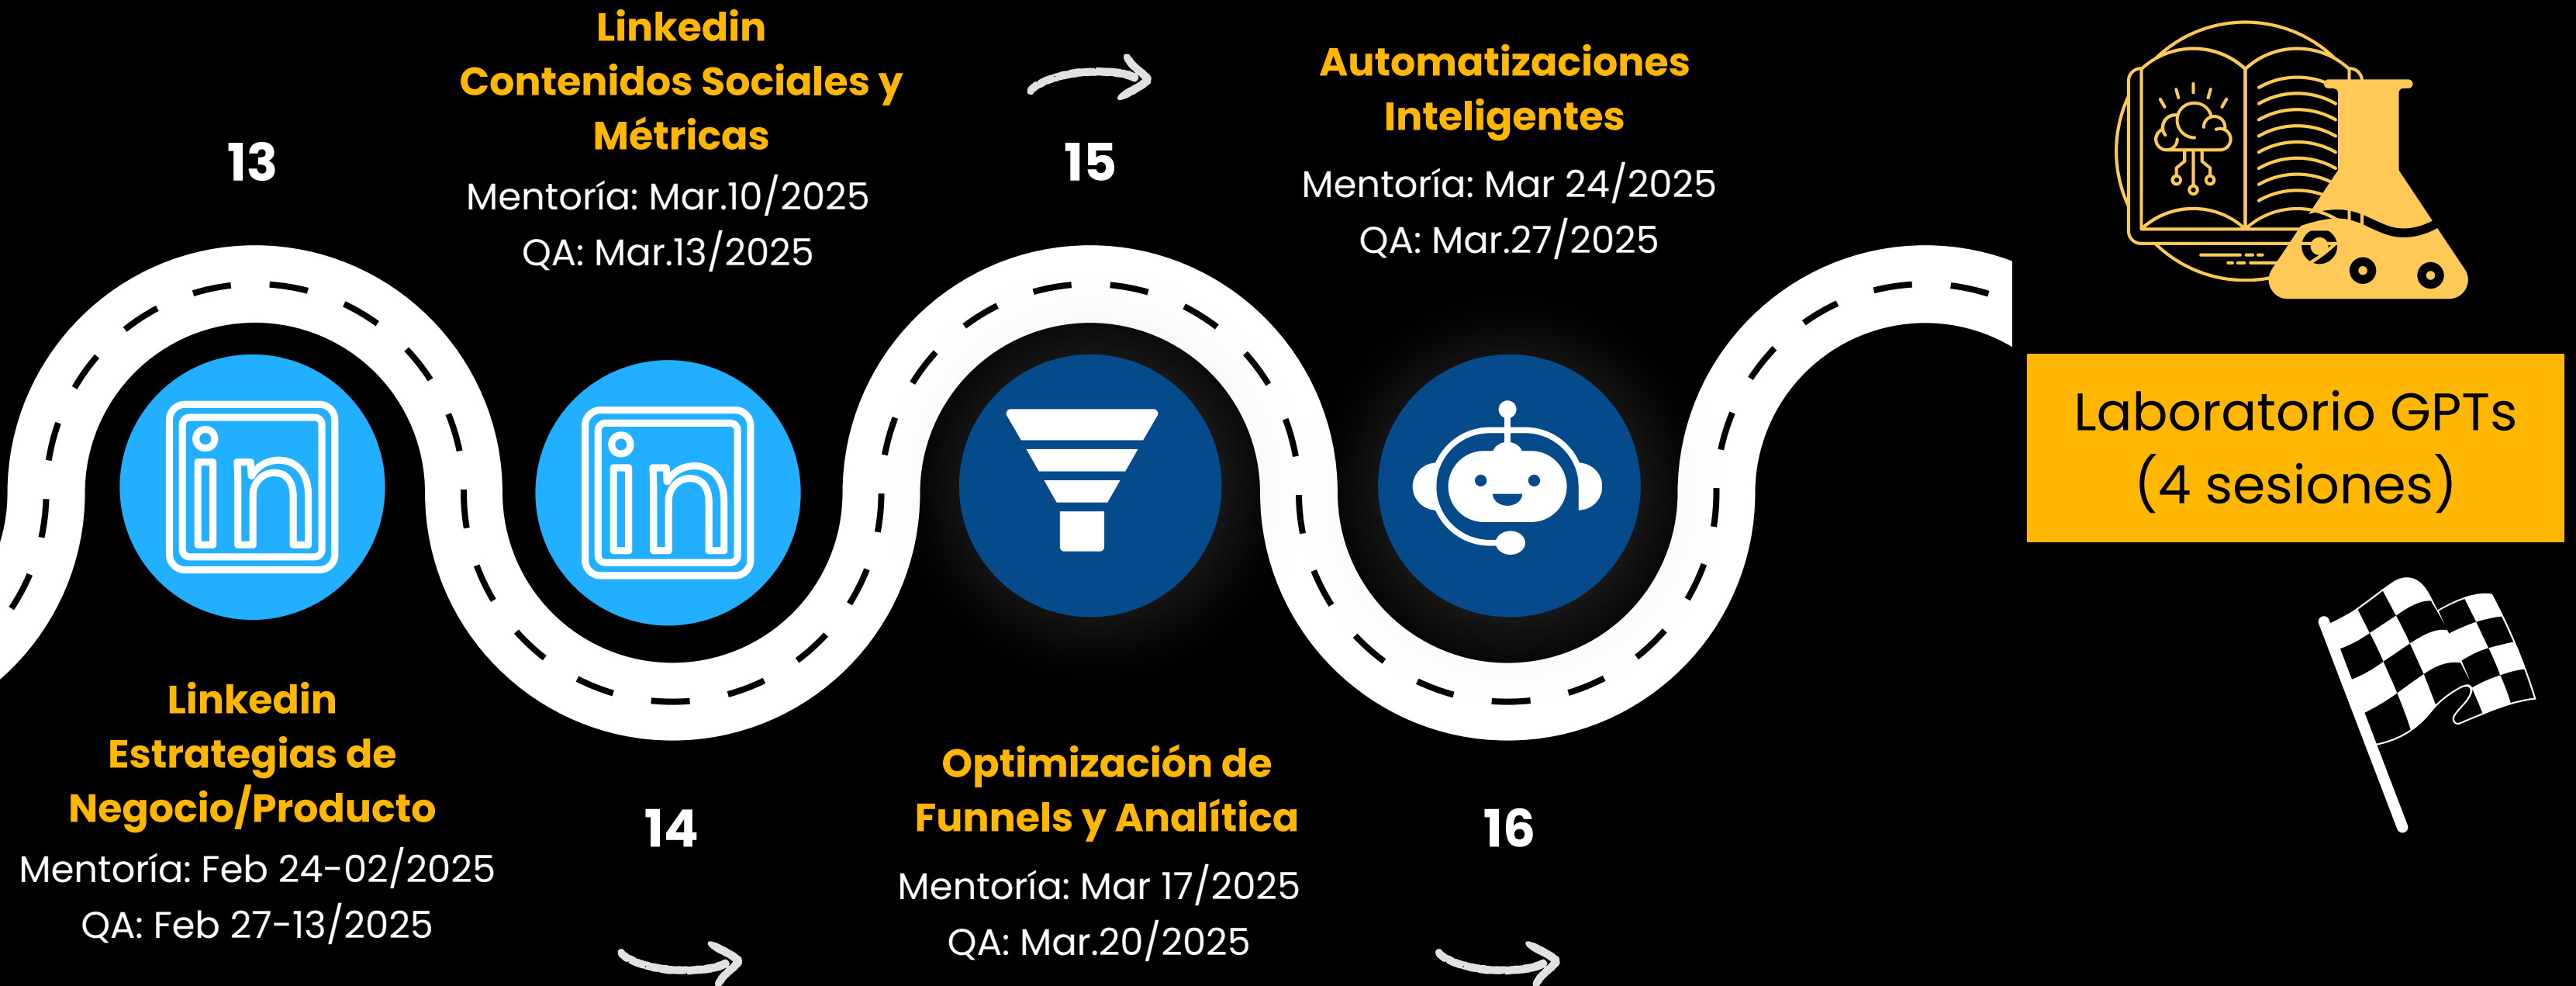 13
Linkedin
Estrategias de
Negocio/Producto
Mentoría: Feb 24-02/2025
QA: Feb 27-13/2025
Linkedin
Contenidos Sociales y
Métricas
Mentoría: Mar.10/2025
QA: Mar.13/2025
14
15
Optimización de
Funnels y Analítica
Mentoría: Mar 17/2025
QA: Mar.20/2025
Automatizaciones
Inteligentes
Mentoría: Mar 24/2025
QA: Mar.27/2025
16
Laboratorio GPTs
(4 sesiones)
in
in